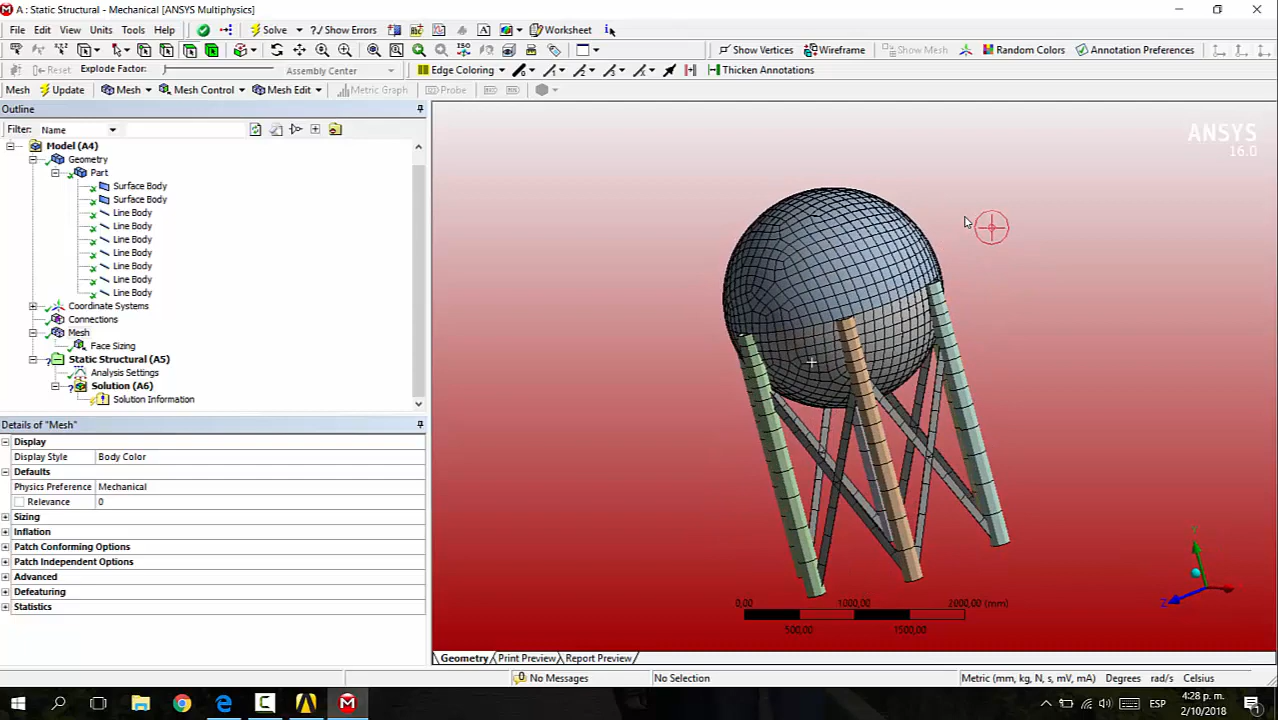 A : Static Structural - Mechanical [ANSYS Multiphysics]
File Edit View Units Tools Help Solve ?/ Show Errors Worksheet
Show Vertices Wireframe Show Mesh Random Colors Annotation Preferences
Reset Explode Factor: Assembly Center Edge Coloring Thicken Annotations
Mesh Update Mesh Mesh Control Mesh Edit Metric Graph Probe
Outline
Filter: Name
Model (A4)
Geometry
Part
Surface Body
Surface Body
Line Body
Line Body
Line Body
Line Body
Line Body
Line Body
Line Body
Coordinate Systems
Connections
Mesh
Face Sizing
Static Structural (A5)
Analysis Settings
Solution (A6)
Solution Information
Details of "Mesh"
Display
Display Style Body Color
Defaults
Physics Preference Mechanical
Relevance 0
Sizing
Inflation
Patch Conforming Options
Patch Independent Options
Advanced
Defeaturing
Statistics
ANSYS
16.0
0,00 1000,00 2000,00 (mm)
500,00 1500,00
Y
Z
Geometry Print Preview Report Preview
0 No Messages No Selection Metric (mm, kg, N, s, mV, mA) Degrees rad/s Celsius
ESP 4:28 p. m.
2/10/2018
1